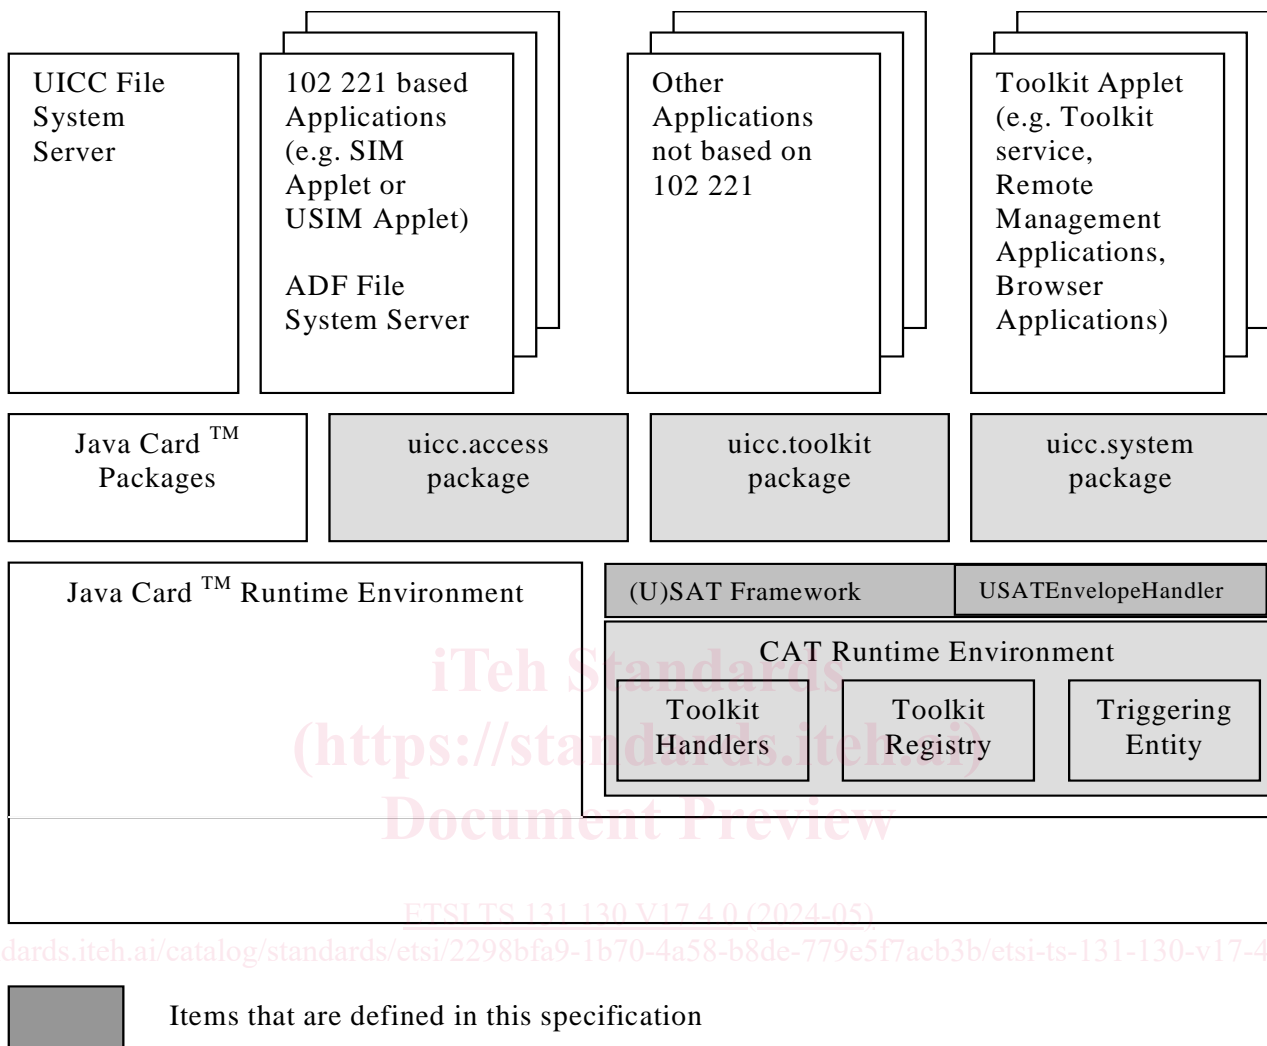 UICC File
System
Server
102 221 based
Applications
(e.g. SIM
Applet or
USIM Applet)
ADF File
System Server
Other
Applications
not based on
102 221
Toolkit Applet
(e.g. Toolkit
service,
Remote
Management
Applications,
Browser
Applications)
Java Card TM
Packages
uicc.access
package
uicc.toolkit
package
uicc.system
package
Java Card TM Runtime Environment
(U)SAT Framework
USATEnvelopeHandler
CAT Runtime Environment
Toolkit
Handlers
Toolkit
Registry
Triggering
Entity
iTeh Standards
(https://standards.iteh.ai)
Document Preview
ETSI TS 131 130 V17.4.0 (2024-05)
dards.iteh.ai/catalog/standards/etsi/2298bfa9-1b70-4a58-b8de-779e5f7acb3b/etsi-ts-131-130-v17-4
Items that are defined in this specification